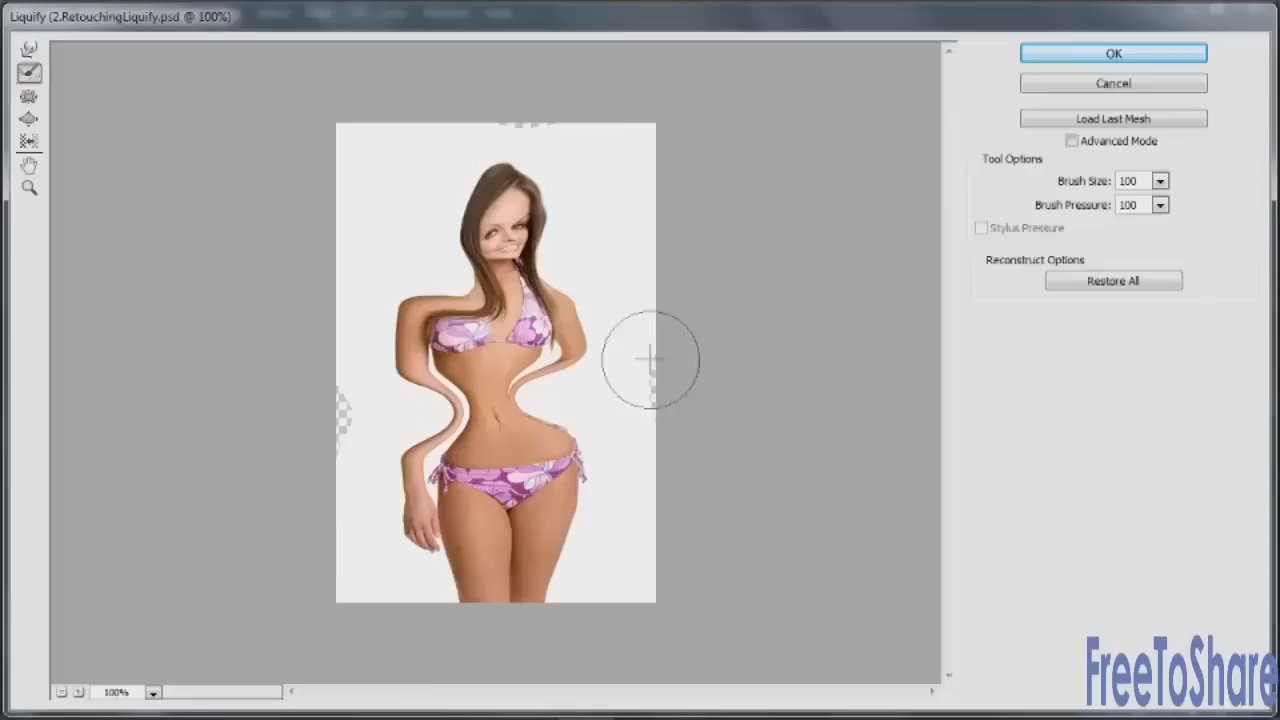 Liquify (2.RetouchingLiquify.psd @ 100%)
OK
Cancel
Load Last Mesh
Advanced Mode
Tool Options
Brush Size: 100
Brush Pressure: 100
Stylus Pressure
Reconstruct Options
Restore All
100%
FreeToShare